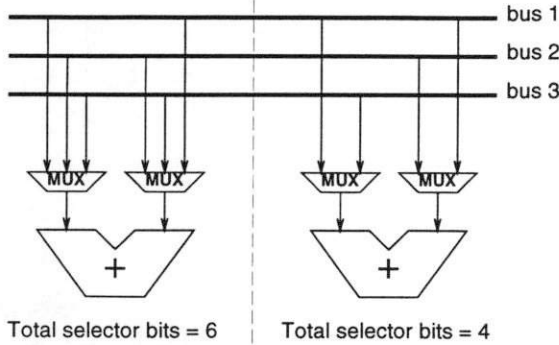 bus 1
bus 2
bus 3
MUX MUX MUX MUX
+ +
Total selector bits = 6 Total selector bits = 4